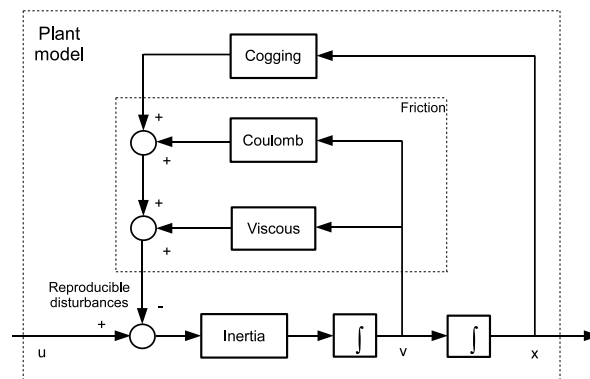 Plant
model
Cogging
Friction
+
Coulomb
+
+
Viscous
+
Reproducible
disturbances
-
+
Inertia
∫
∫
u
v
x